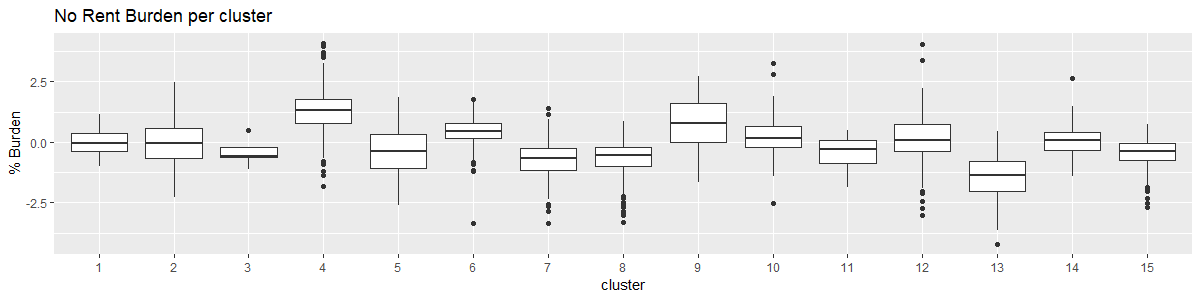 No Rent Burden per cluster
% Burden
2.5
0.0
-2.5
1 2 3 4 5 6 7 8 9 10 11 12 13 14 15
cluster